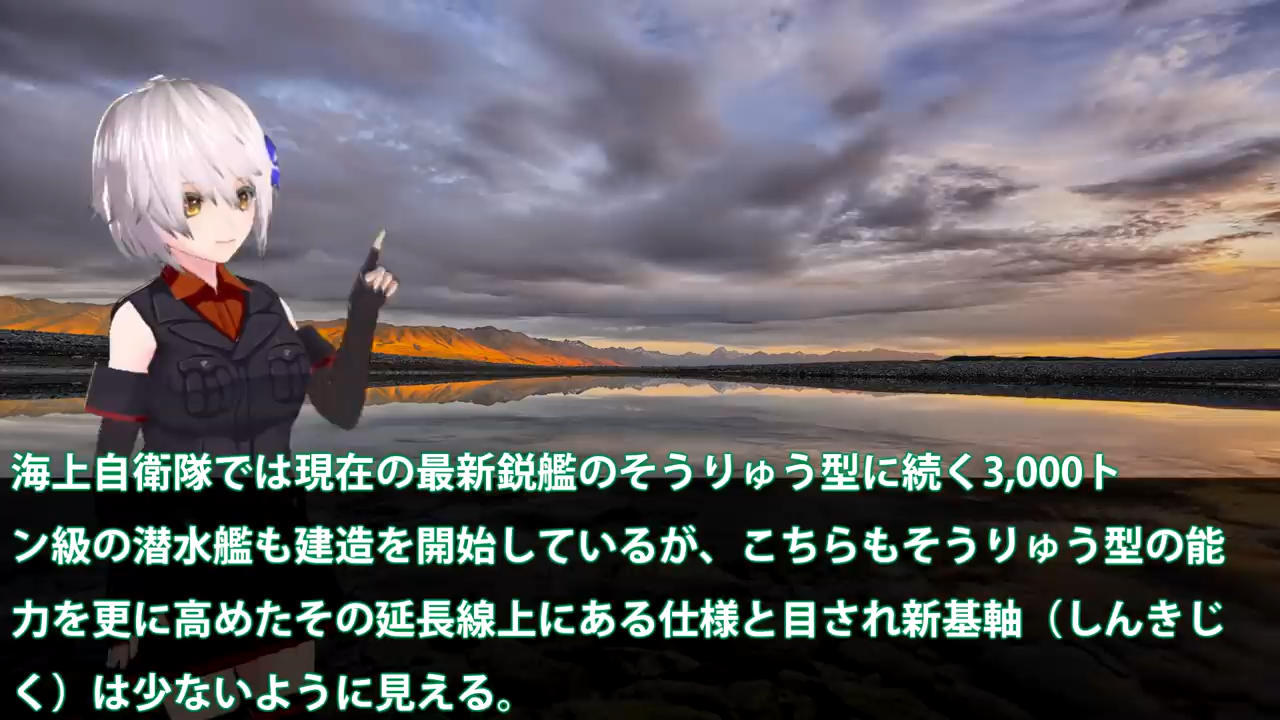 海上自衛隊では現在の最新鋭艦のそうりゅう型に続く3,000ト
ン級の潜水艦も建造を開始しているが、こちらもそうりゅう型の能
力を更に高めたその延長線上にある仕様と目され新基軸（しんきじ
く）は少ないように見える。